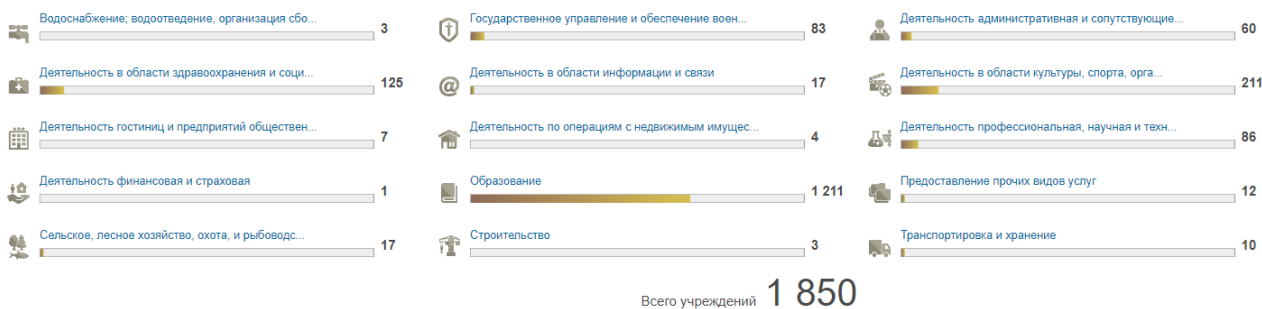 Водоснабжение; водоотведение, организация сбо... 3
Государственное управление и обеспечение воен... 83
Деятельность административная и сопутствующие... 60
Деятельность в области здравоохранения и соци... 125
Деятельность в области информации и связи 17
Деятельность в области культуры, спорта, орга... 211
Деятельность гостиниц и предприятий обществен... 7
Деятельность по операциям с недвижимым имущес... 4
Деятельность профессиональная, научная и техн... 86
Деятельность финансовая и страховая 1
Образование 1 211
Предоставление прочих видов услуг 12
Сельское, лесное хозяйство, охота, и рыбоводс... 17
Строительство 3
Транспортировка и хранение 10
Всего учреждений 1 850